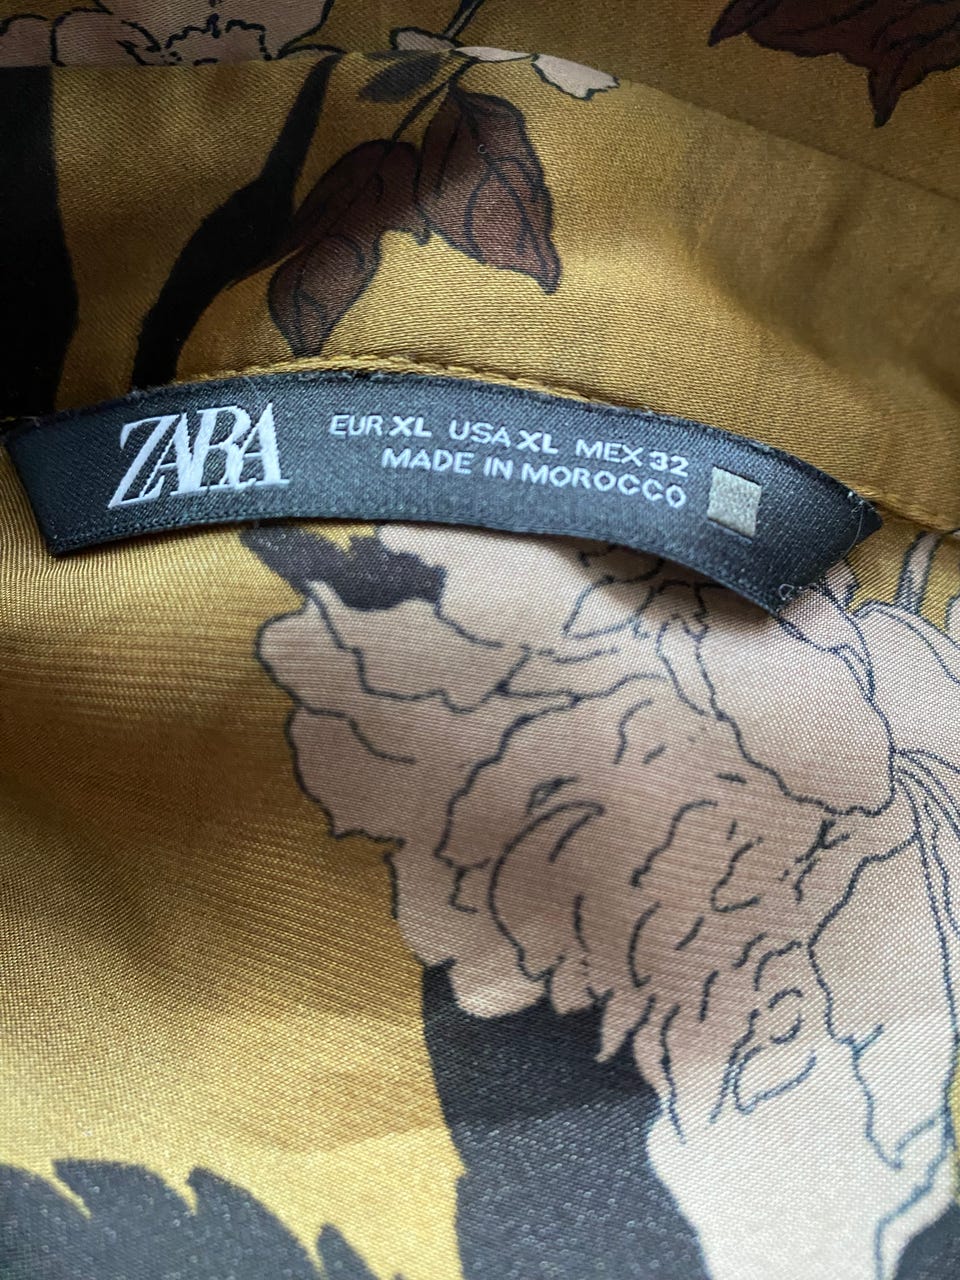 ZARA
EUR XL USA XL MEX 32
MADE IN MOROCCO